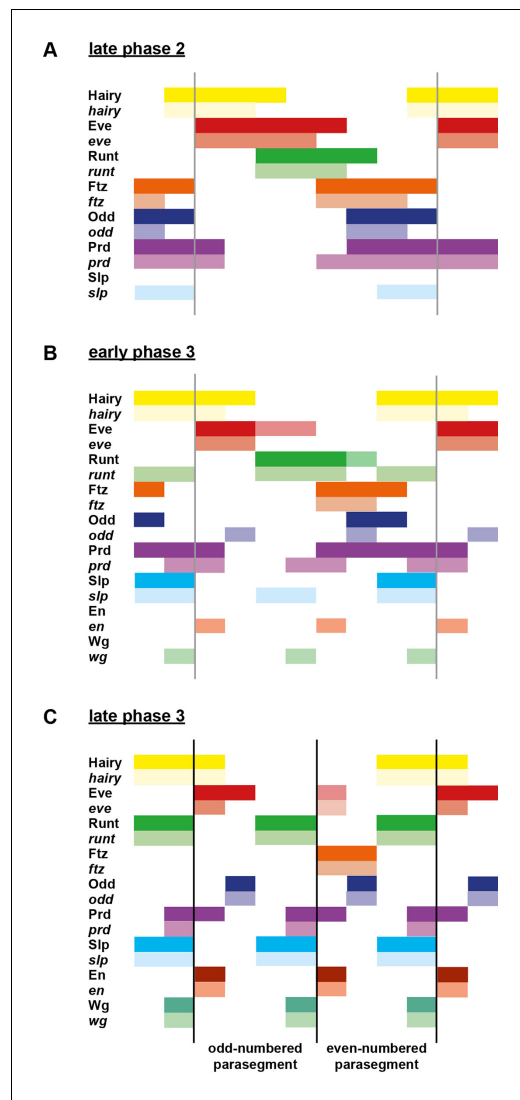 A late phase 2
Hairy
hairy
Eve
eve
Runt
runt
Ftz
ftz
Odd
odd
Prd
prd
Slp
slp
B early phase 3
Hairy
hairy
Eve
eve
Runt
runt
Ftz
ftz
Odd
odd
Prd
prd
Slp
slp
En
en
Wg
wg
C late phase 3
Hairy
hairy
Eve
eve
Runt
runt
Ftz
ftz
Odd
odd
Prd
prd
Slp
slp
En
en
Wg
wg
odd-numbered even-numbered
parasegment parasegment